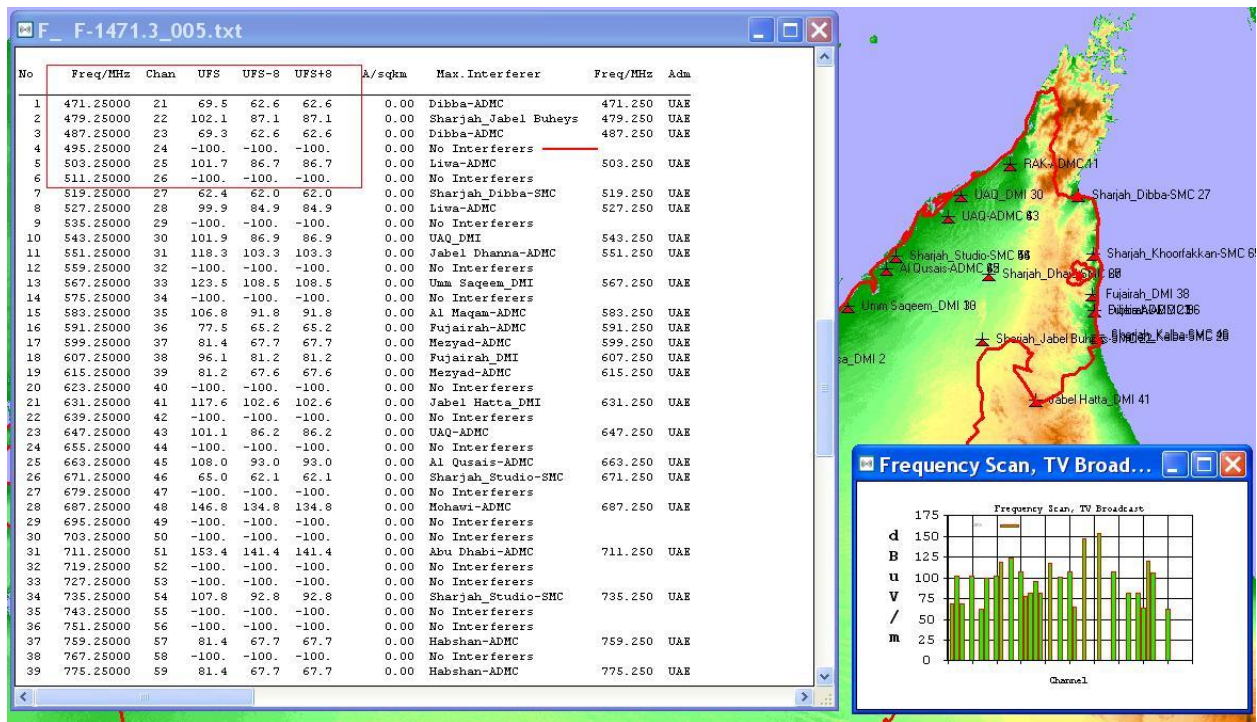 F_ F-1471.3_005.txt
No Freq/MHz Chan UFS UFS-8 UFS+8 A/sqkm Max.Interferer Freq/MHz Adm
1 471.25000 21 69.5 62.6 62.6 0.00 Dibba-ADMC 471.250 UAE
2 479.25000 22 102.1 87.1 87.1 0.00 Sharjah_Jabel Buheys 479.250 UAE
3 487.25000 23 69.3 62.6 62.6 0.00 Dibba-ADMC 487.250 UAE
4 495.25000 24 -100. -100. -100. 0.00 No Interferers
5 503.25000 25 101.7 86.7 86.7 0.00 Liwa-ADMC 503.250 UAE
6 511.25000 26 -100. -100. -100. 0.00 No Interferers
7 519.25000 27 62.4 62.0 62.0 0.00 Sharjah_Dibba-SMC 519.250 UAE
8 527.25000 28 99.9 84.9 84.9 0.00 Liwa-ADMC 527.250 UAE
9 535.25000 29 -100. -100. -100. 0.00 No Interferers
10 543.25000 30 101.9 86.9 86.9 0.00 UAQ_DMI 543.250 UAE
11 551.25000 31 118.3 103.3 103.3 0.00 Jabel Dhanna-ADMC 551.250 UAE
12 559.25000 32 -100. -100. -100. 0.00 No Interferers
13 567.25000 33 123.5 108.5 108.5 0.00 Umm Saqeem_DMI 567.250 UAE
14 575.25000 34 -100. -100. -100. 0.00 No Interferers
15 583.25000 35 106.8 91.8 91.8 0.00 Al Maqam-ADMC 583.250 UAE
16 591.25000 36 77.5 65.2 65.2 0.00 Fujairah-ADMC 591.250 UAE
17 599.25000 37 81.4 67.7 67.7 0.00 Mezyad-ADMC 599.250 UAE
18 607.25000 38 96.1 81.2 81.2 0.00 Fujairah_DMI 607.250 UAE
19 615.25000 39 81.2 67.6 67.6 0.00 Mezyad-ADMC 615.250 UAE
20 623.25000 40 -100. -100. -100. 0.00 No Interferers
21 631.25000 41 117.6 102.6 102.6 0.00 Jabel Hatta_DMI 631.250 UAE
22 639.25000 42 -100. -100. -100. 0.00 No Interferers
23 647.25000 43 101.1 86.2 86.2 0.00 UAQ-ADMC 647.250 UAE
24 655.25000 44 -100. -100. -100. 0.00 No Interferers
25 663.25000 45 108.0 93.0 93.0 0.00 Al Qusais-ADMC 663.250 UAE
26 671.25000 46 65.0 62.1 62.1 0.00 Sharjah_Studio-SMC 671.250 UAE
27 679.25000 47 -100. -100. -100. 0.00 No Interferers
28 687.25000 48 146.8 134.8 134.8 0.00 Mohawi-ADMC 687.250 UAE
29 695.25000 49 -100. -100. -100. 0.00 No Interferers
30 703.25000 50 -100. -100. -100. 0.00 No Interferers
31 711.25000 51 153.4 141.4 141.4 0.00 Abu Dhabi-ADMC 711.250 UAE
32 719.25000 52 -100. -100. -100. 0.00 No Interferers
33 727.25000 53 -100. -100. -100. 0.00 No Interferers
34 735.25000 54 107.8 92.8 92.8 0.00 Sharjah_Studio-SMC 735.250 UAE
35 743.25000 55 -100. -100. -100. 0.00 No Interferers
36 751.25000 56 -100. -100. -100. 0.00 No Interferers
37 759.25000 57 81.4 67.7 67.7 0.00 Habshan-ADMC 759.250 UAE
38 767.25000 58 -100. -100. -100. 0.00 No Interferers
39 775.25000 59 81.4 67.7 67.7 0.00 Habshan-ADMC 775.250 UAE
RAK-ADMC 41
UAQ_DMI 30
Sharjah_Dibba-SMC 27
UAQ-ADMC
Sharjah_Studio-SMC
Sharjah_Khoorfakkan-SMC
Al Qusais-ADMC
Fujairah_DMI 38
Umm Saqeem_DMI
_DMI 2
Jabel Hatta_DMI 41
Frequency Scan, TV Broad...
Frequency Scan, TV Broadcast
dBuV/m
175
150
125
100
75
50
25
0
Channel